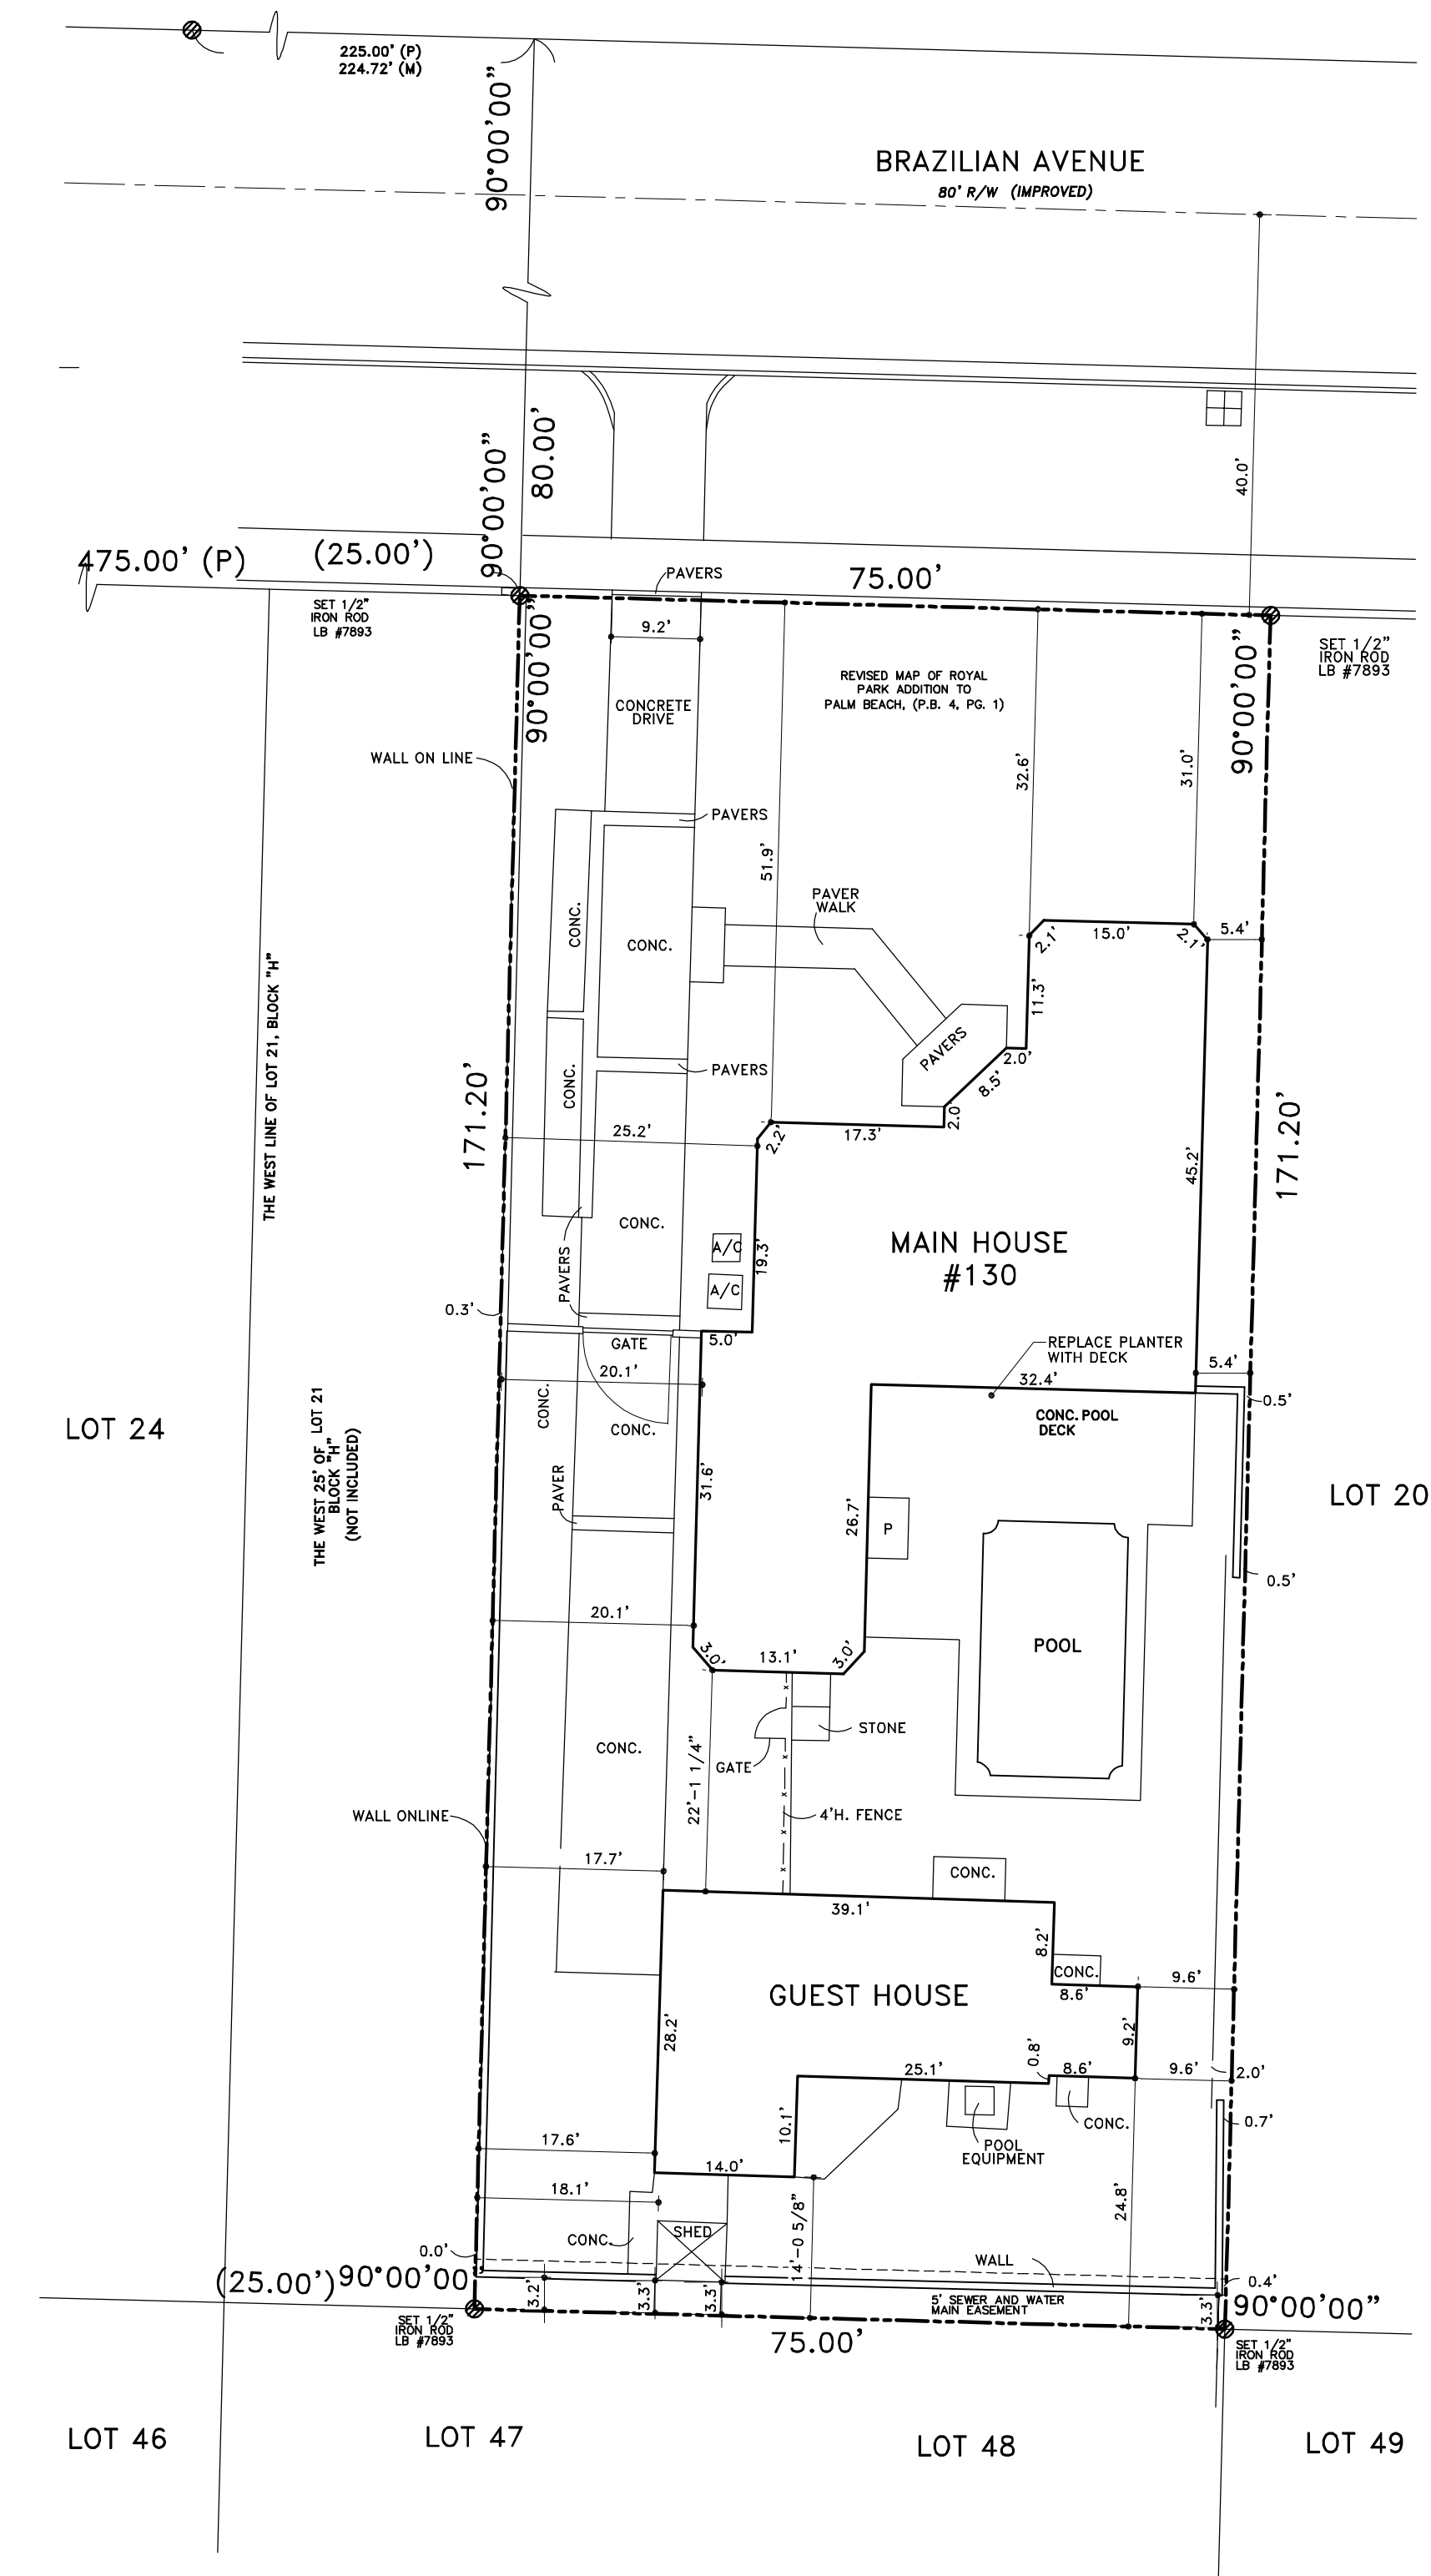 225.00' (P)
224.72' (M)
90°00'00"
BRAZILIAN AVENUE
80' R/W (IMPROVED)
80.00'
90°00'00"
40.0'
475.00' (P)
(25.00')
75.00'
PAVERS
SET 1/2"
IRON ROD
LB #7893
90°00'00"
9.2'
SET 1/2"
IRON ROD
LB #7893
90°00'00"
REVISED MAP OF ROYAL
PARK ADDITION TO
PALM BEACH, (P.B. 4, PG. 1)
CONCRETE
DRIVE
WALL ON LINE
32.6'
31.0'
PAVERS
51.9'
PAVER
WALK
CONC.
CONC.
2.1'
15.0'
2.1'
5.4'
11.3'
THE WEST LINE OF LOT 21, BLOCK "H"
PAVERS
2.0'
8.5'
CONC.
PAVERS
171.20'
2.0'
25.2'
2.2'
17.3'
45.2'
171.20'
CONC.
MAIN HOUSE
#130
A/C
19.3'
A/C
PAVERS
0.3'
GATE
5.0'
REPLACE PLANTER
WITH DECK
20.1'
32.4'
5.4'
0.5'
CONC.
CONC.
CONC. POOL
DECK
LOT 24
THE WEST 25' OF LOT 21
BLOCK "H"
(NOT INCLUDED)
31.6'
PAVER
LOT 20
26.7'
P
0.5'
20.1'
POOL
3.0'
13.1'
3.0'
STONE
CONC.
GATE
22'-1 1/4"
WALL ONLINE
4'H. FENCE
17.7'
CONC.
39.1'
8.2'
CONC.
9.6'
GUEST HOUSE
8.6'
28.2'
9.2'
0.8'
25.1'
8.6'
9.6'
2.0'
10.1'
CONC.
0.7'
17.6'
POOL
EQUIPMENT
14.0'
18.1'
24.8'
14'-0 5/8"
SHED
CONC.
0.0'
WALL
0.4'
(25.00')
90°00'00"
3.2'
3.3'
3.3'
5' SEWER AND WATER
MAIN EASEMENT
3.3'
90°00'00"
SET 1/2"
IRON ROD
LB #7893
75.00'
SET 1/2"
IRON ROD
LB #7893
LOT 46
LOT 47
LOT 48
LOT 49